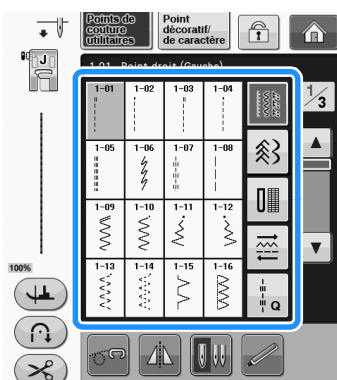 Points de
couture
utilitaires
Point
décoratif/
de caractère
J
1-01 Point droit (Gauche)
1/3
1-01 1-02 1-03 1-04
1-05 1-06 1-07 1-08
1-09 1-10 1-11 1-12
1-13 1-14 1-15 1-16
Q
100%